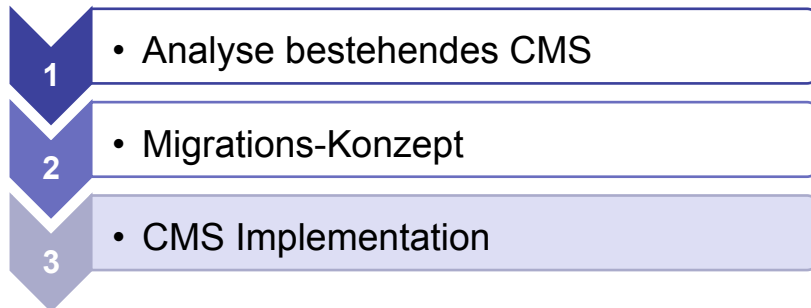 1
• Analyse bestehendes CMS
2
• Migrations-Konzept
3
• CMS Implementation